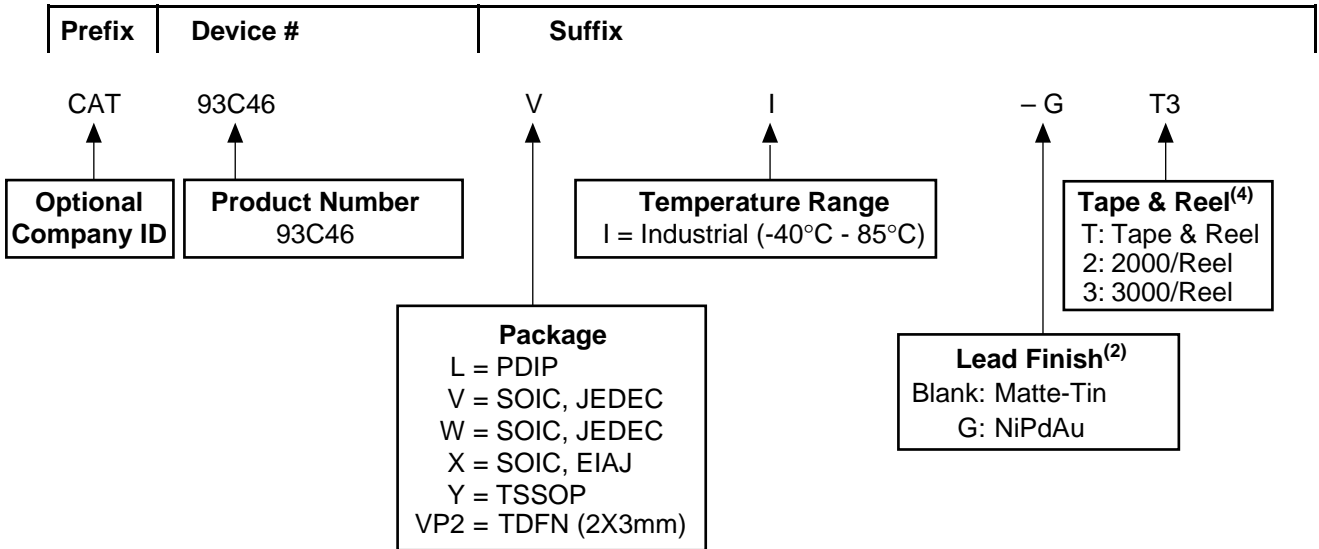 Prefix Device # Suffix
CAT 93C46 V I – G T3
Optional
Company ID
Product Number
93C46
Temperature Range
I = Industrial (-40°C - 85°C)
Tape & Reel(4)
T: Tape & Reel
2: 2000/Reel
3: 3000/Reel
Package
L = PDIP
V = SOIC, JEDEC
W = SOIC, JEDEC
X = SOIC, EIAJ
Y = TSSOP
VP2 = TDFN (2X3mm)
Lead Finish(2)
Blank: Matte-Tin
G: NiPdAu